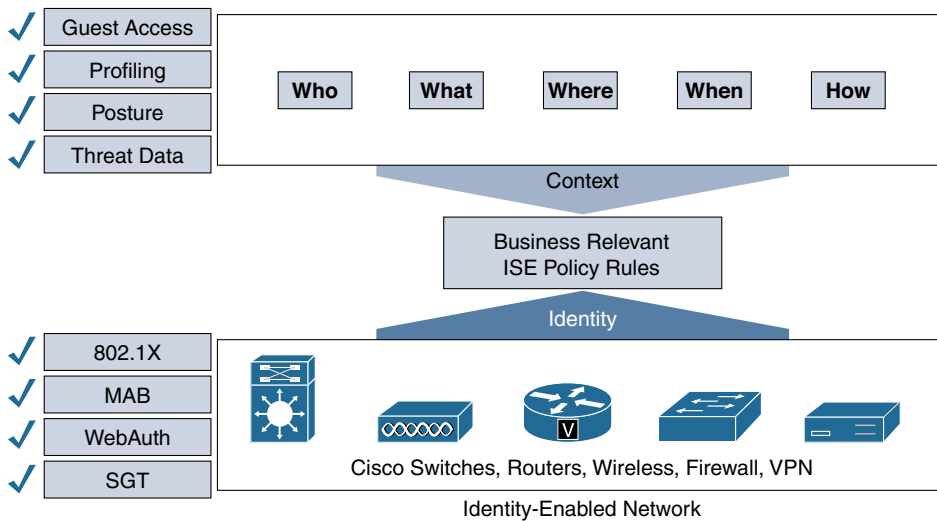 Guest Access
Profiling
Posture
Threat Data
Who
What
Where
When
How
Context
Business Relevant
ISE Policy Rules
Identity
802.1X
MAB
WebAuth
SGT
V
Cisco Switches, Routers, Wireless, Firewall, VPN
Identity-Enabled Network